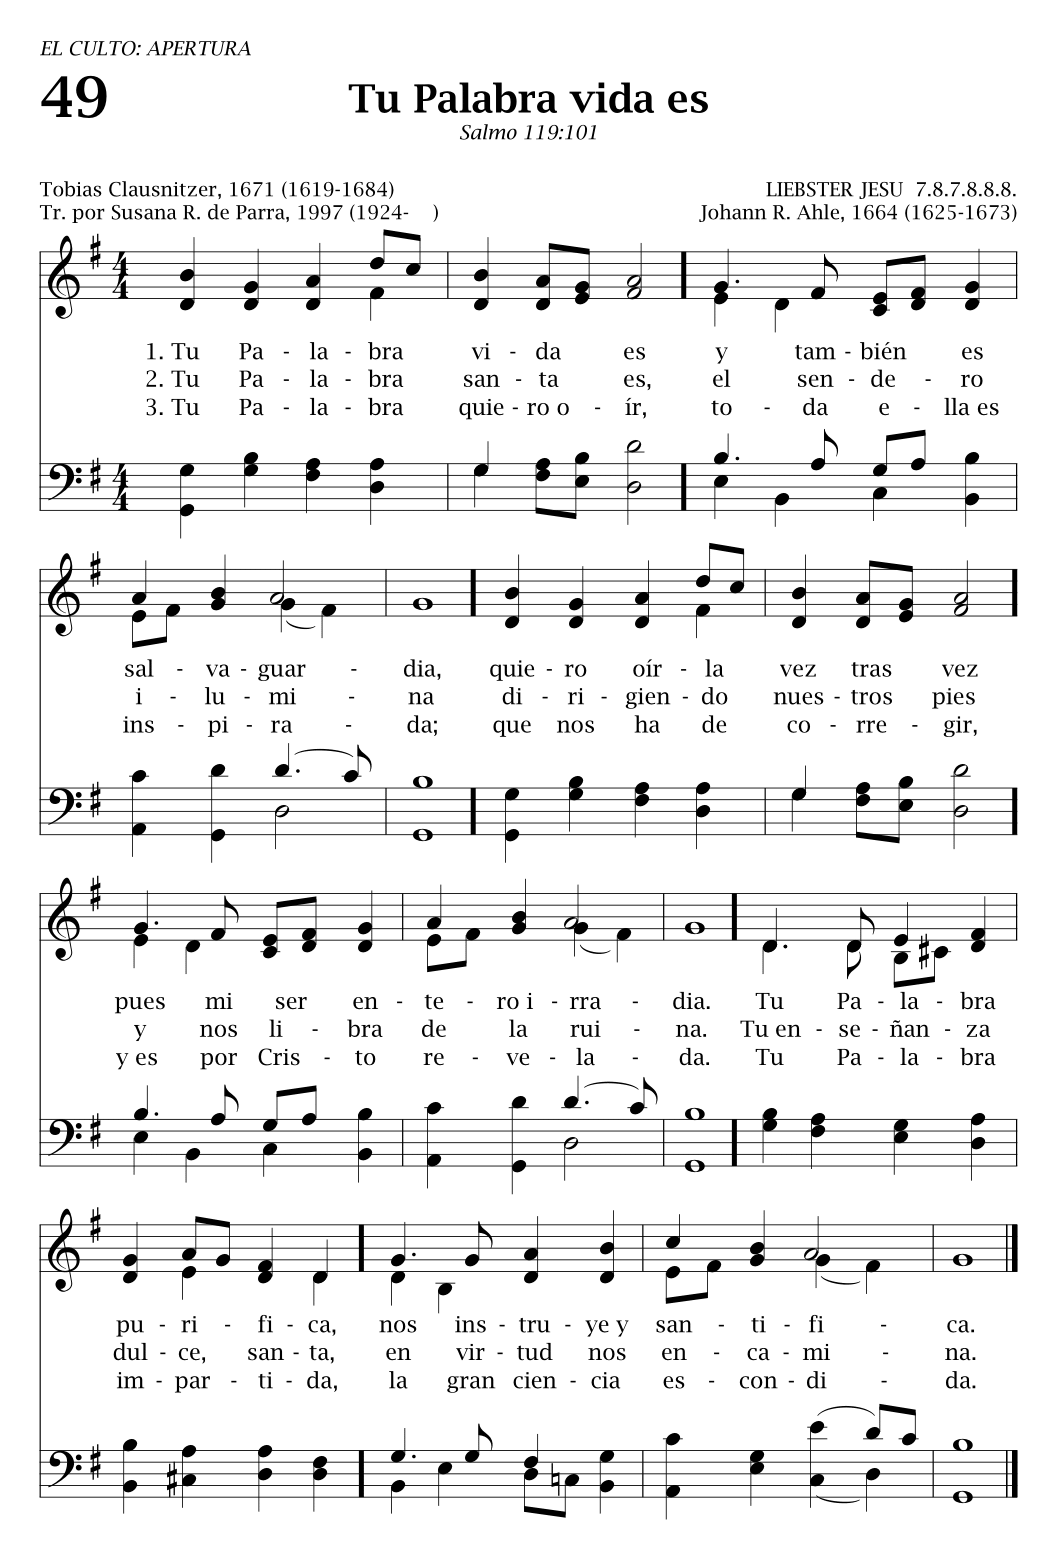 EL CULTO: APERTURA
49
Tu Palabra vida es
Salmo 119:101
Tobias Clausnitzer, 1671 (1619-1684)
LIEBSTER JESU 7.8.7.8.8.8.
Tr. por Susana R. de Parra, 1997 (1924- )
Johann R. Ahle, 1664 (1625-1673)
4 4
1. Tu Pa - la - bra vi - da es y tam - bién es
2. Tu Pa - la - bra san - ta es, el sen - de - ro
3. Tu Pa - la - bra quie - ro o - ír, to - da e - lla es
4 4
sal - va - guar - dia, quie - ro oír - la vez tras vez
i - lu - mi - na di - ri - gien - do nues - tros pies
ins - pi - ra - da; que nos ha de co - rre - gir,
pues mi ser en - te - ro i - rra - dia. Tu Pa - la - bra
y nos li - bra de la rui - na. Tu en - se - ñan - za
y es por Cris - to re - ve - la - da. Tu Pa - la - bra
pu - ri - fi - ca, nos ins - tru - ye y san - ti - fi - ca.
dul - ce, san - ta, en vir - tud nos en - ca - mi - na.
im - par - ti - da, la gran cien - cia es - con - di - da.